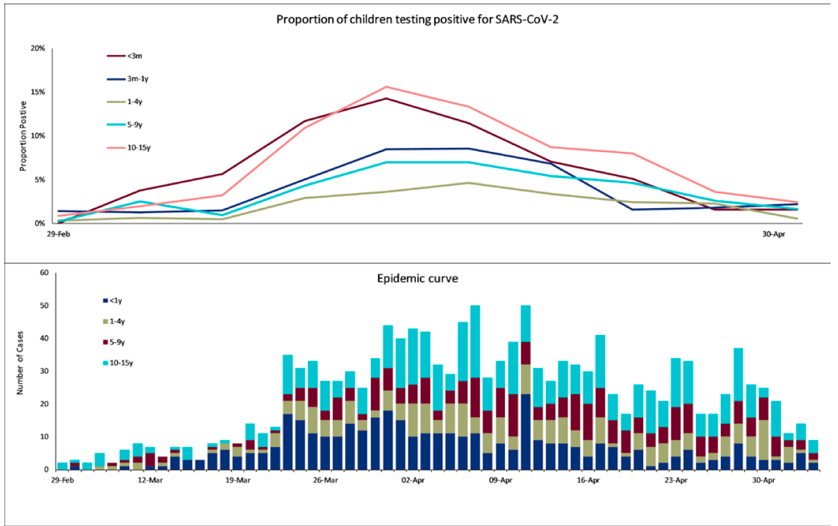 Proportion of children testing positive for SARS-CoV-2
20%
15%
10%
5%
0%
Proportion Postive
<3m
3m-1y
1-4y
5-9y
10-15y
29-Feb
30-Apr
Epidemic curve
60
50
40
30
20
10
0
Number of Cases
<1y
1-4y
5-9y
10-15y
29-Feb
12-Mar
19-Mar
26-Mar
02-Apr
09-Apr
16-Apr
23-Apr
30-Apr